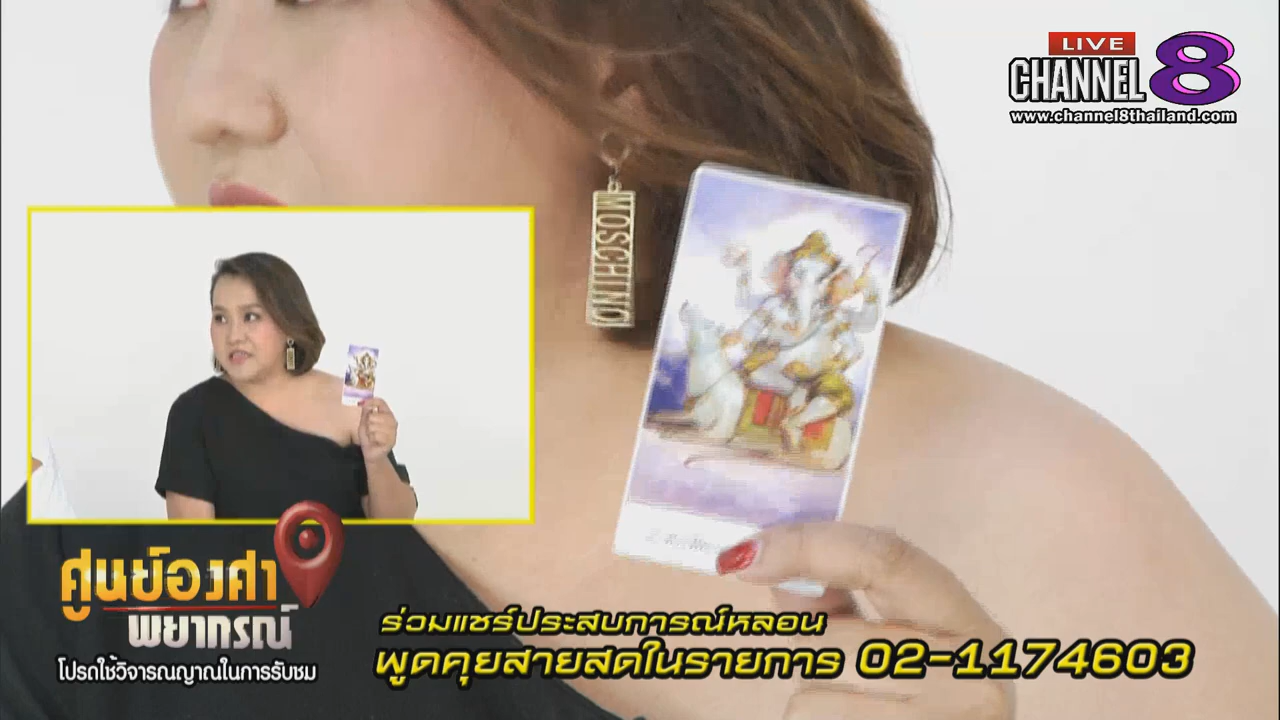 LIVE
CHANNEL 8
www.channel8thailand.com
MOSCHINO
ศูนย์องศา
พยากรณ์
โปรดใช้วิจารณญาณในการรับชม
ร่วมแชร์ประสบการณ์หลอน
พูดคุยสายสดในรายการ 02-1174603